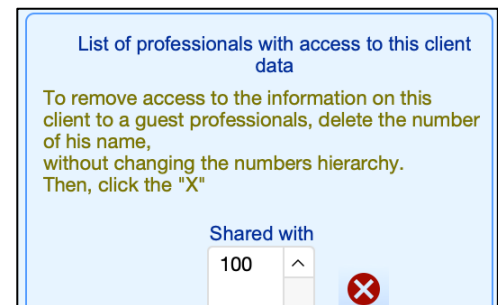 List of professionals with access to this client
data
To remove access to the information on this
client to a guest professionals, delete the number
of his name,
without changing the numbers hierarchy.
Then, click the "X"
Shared with
100